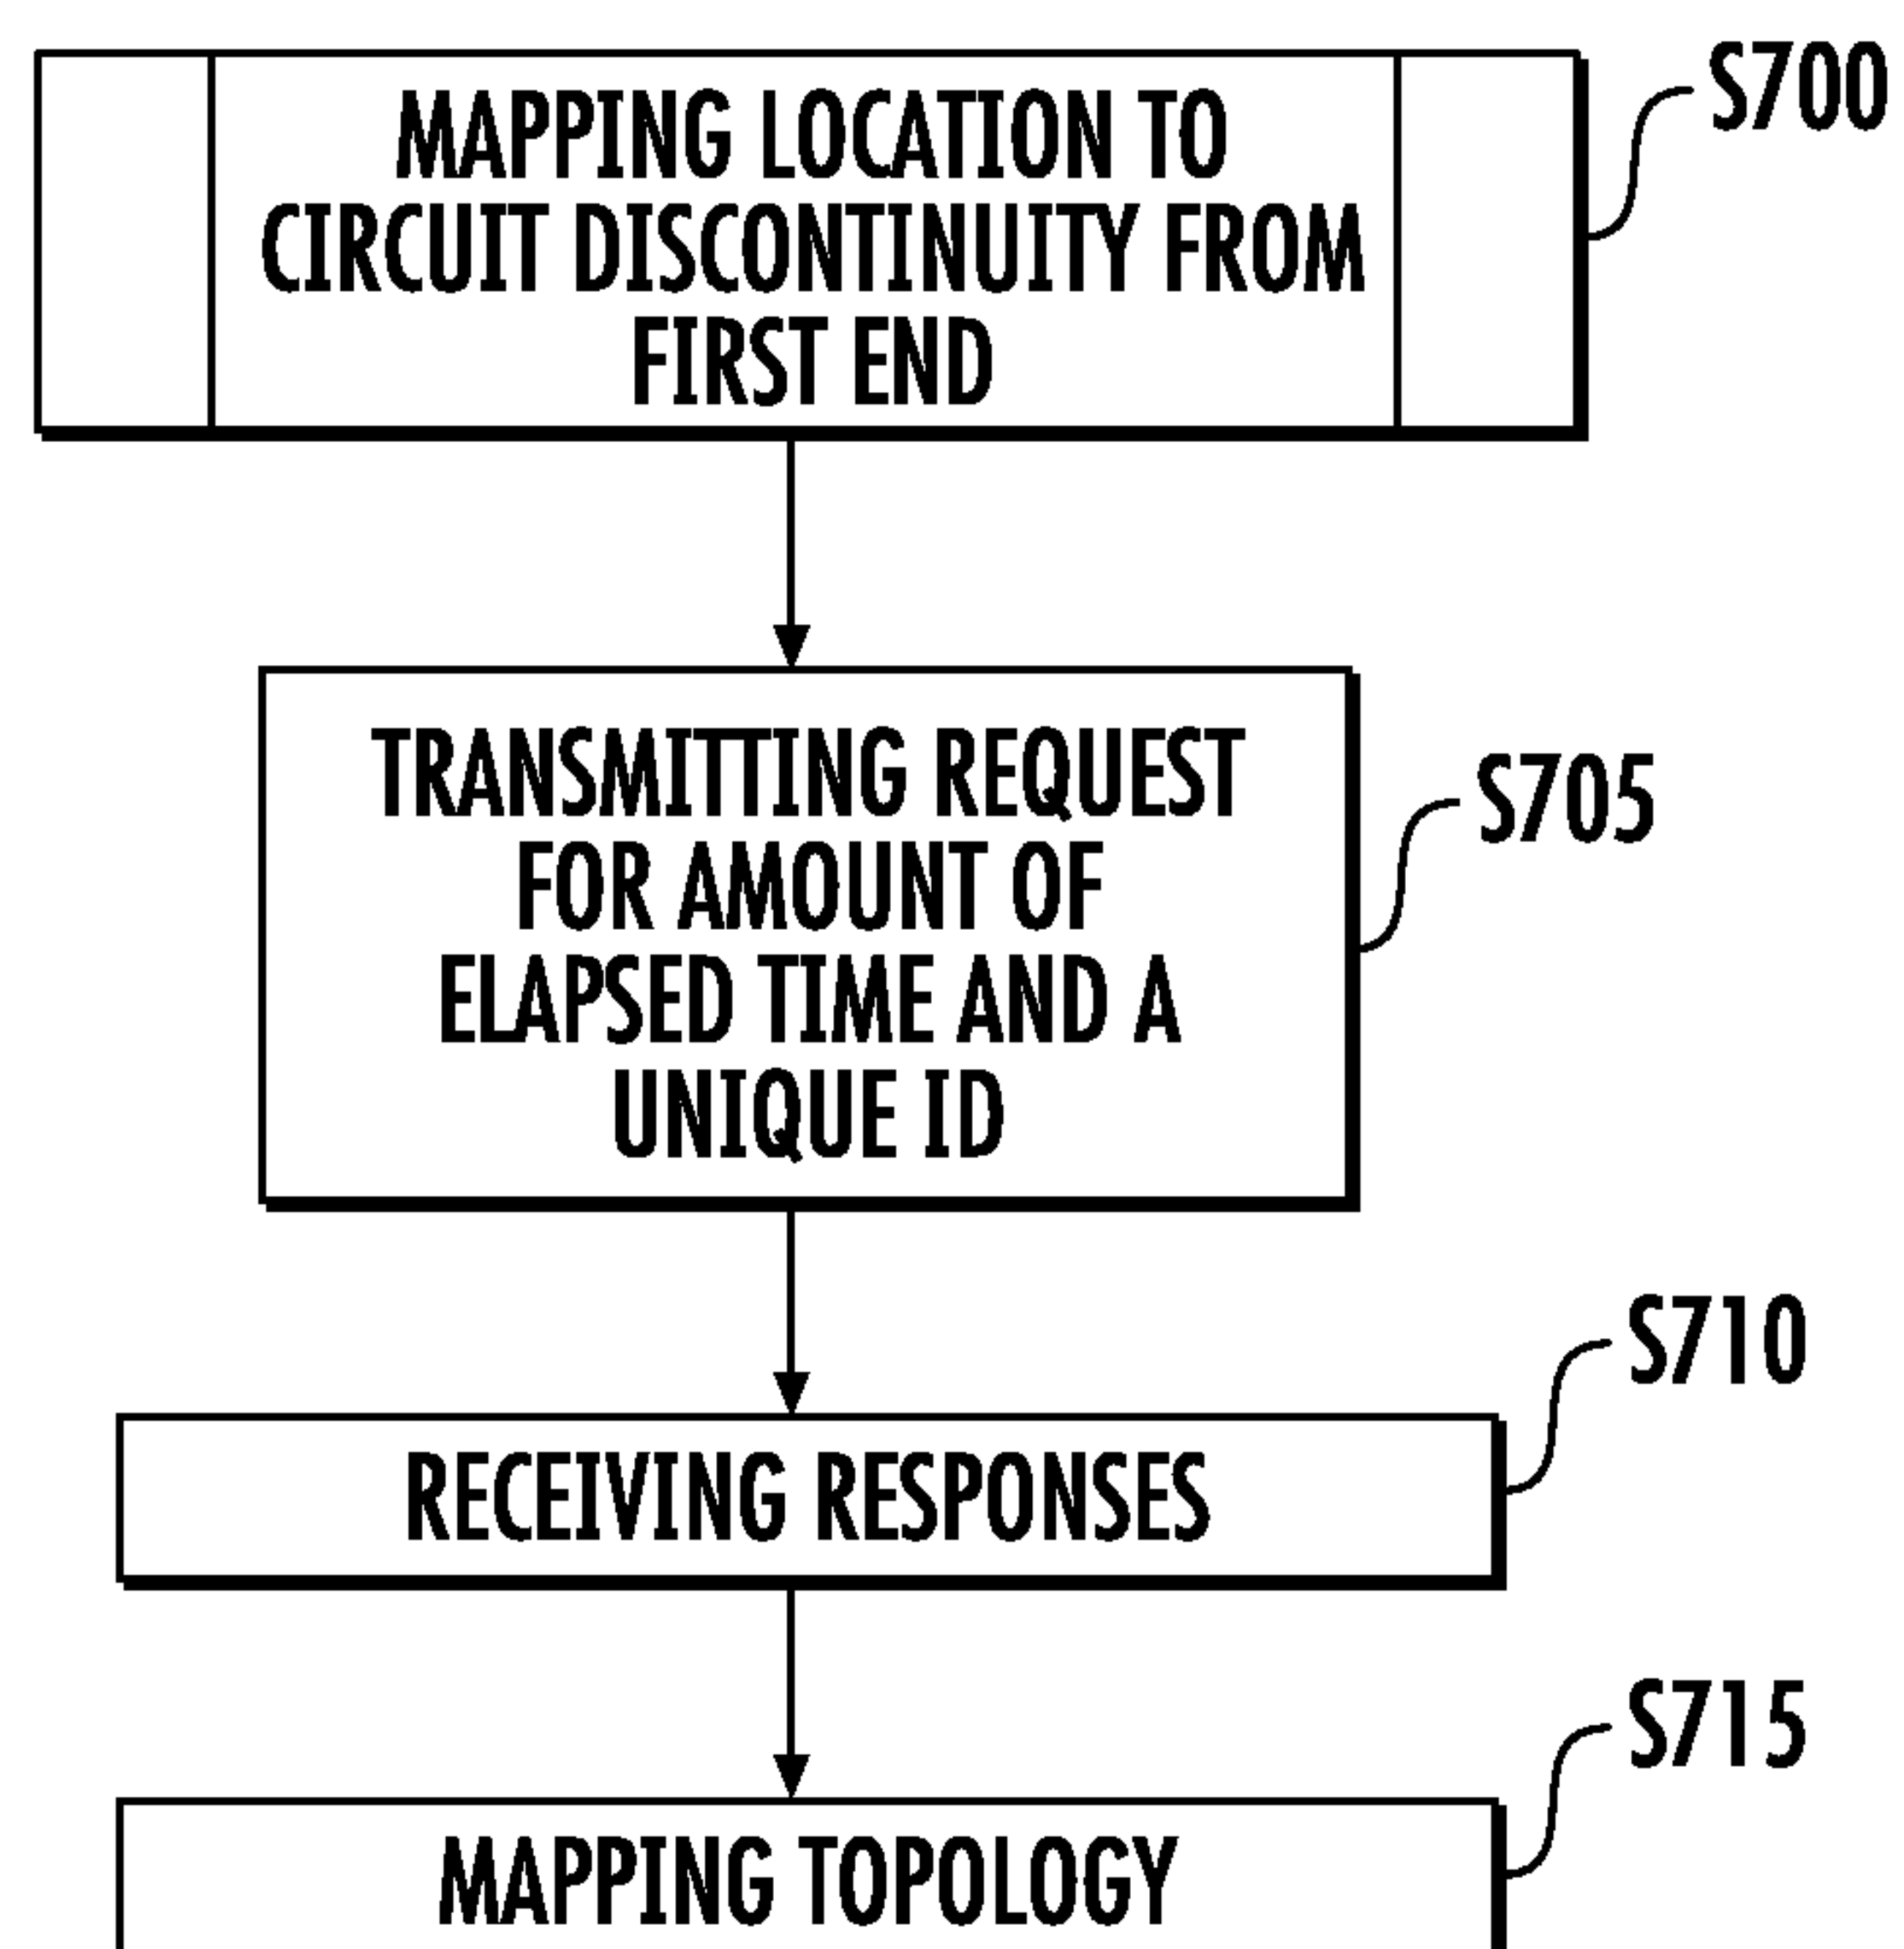 MAPPING LOCATION TO
CIRCUIT DISCONTINUITY FROM
FIRST END
S700
TRANSMITTING REQUEST
FOR AMOUNT OF
ELAPSED TIME AND A
UNIQUE ID
S705
RECEIVING RESPONSES
S710
MAPPING TOPOLOGY
S715